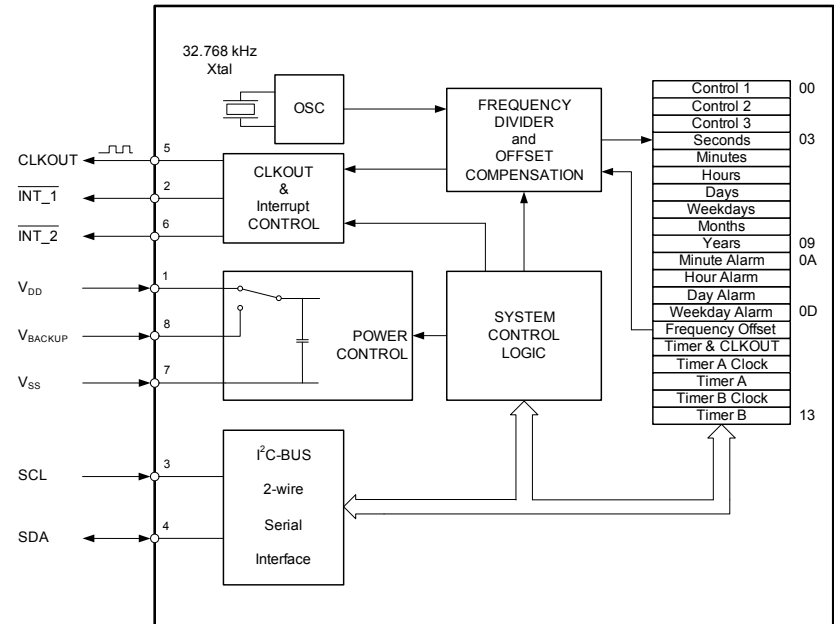 32.768 kHz
Xtal
OSC
FREQUENCY
DIVIDER
and
OFFSET
COMPENSATION
CLKOUT
5
INT_1
2
INT_2
6
CLKOUT
&
Interrupt
CONTROL
VDD
1
VBACKUP
8
VSS
7
POWER
CONTROL
SYSTEM
CONTROL
LOGIC
SCL
3
SDA
4
I²C-BUS
2-wire
Serial
Interface
Control 1 00
Control 2
Control 3
Seconds 03
Minutes
Hours
Days
Weekdays
Months
Years 09
Minute Alarm 0A
Hour Alarm
Day Alarm
Weekday Alarm 0D
Frequency Offset
Timer & CLKOUT
Timer A Clock
Timer A
Timer B Clock
Timer B 13